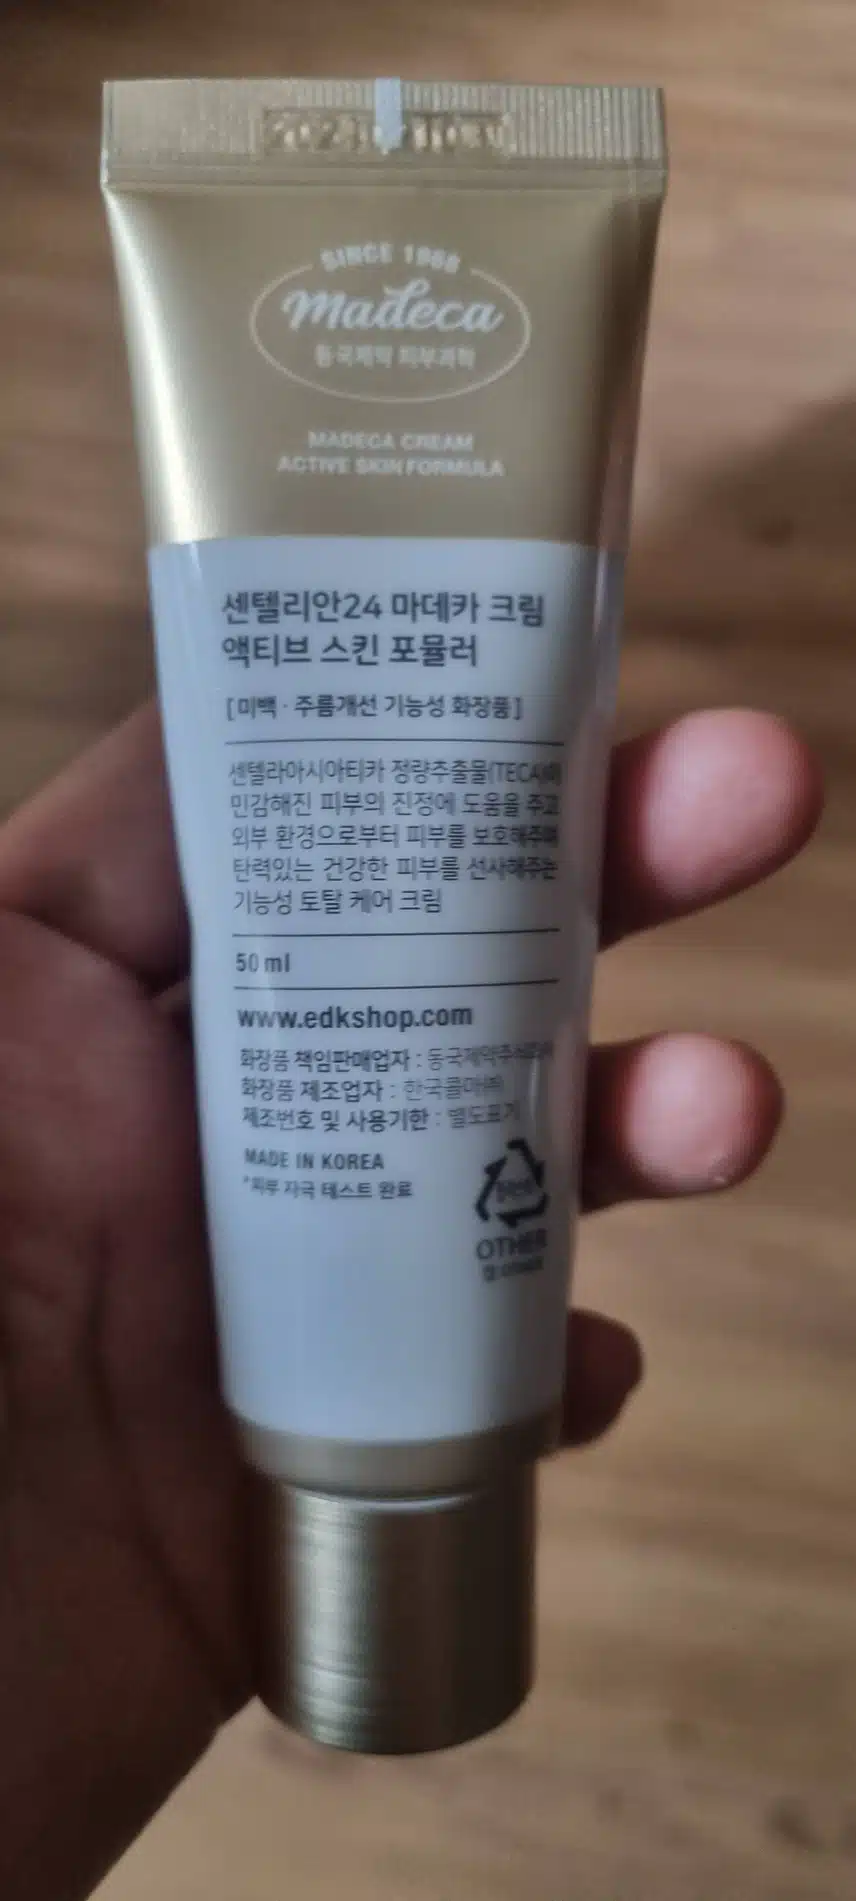 SINCE 1968
Madeca
동국제약 피부과학
MADECA CREAM
ACTIVE SKIN FORMULA
센텔리안24 마데카 크림
액티브 스킨 포뮬러
[미백 · 주름개선 기능성 화장품]
센텔라아시아티카 정량추출물(TECA)이
민감해진 피부의 진정에 도움을 주고
외부 환경으로부터 피부를 보호해주며
탄력있는 건강한 피부를 선사해주는
기능성 토탈 케어 크림
50 ml
www.edkshop.com
화장품 책임판매업자 : 동국제약주식회사
화장품 제조업자 : 한국콜마㈜
제조번호 및 사용기한 : 별도표기
MADE IN KOREA
*피부 자극 테스트 완료
OTHER